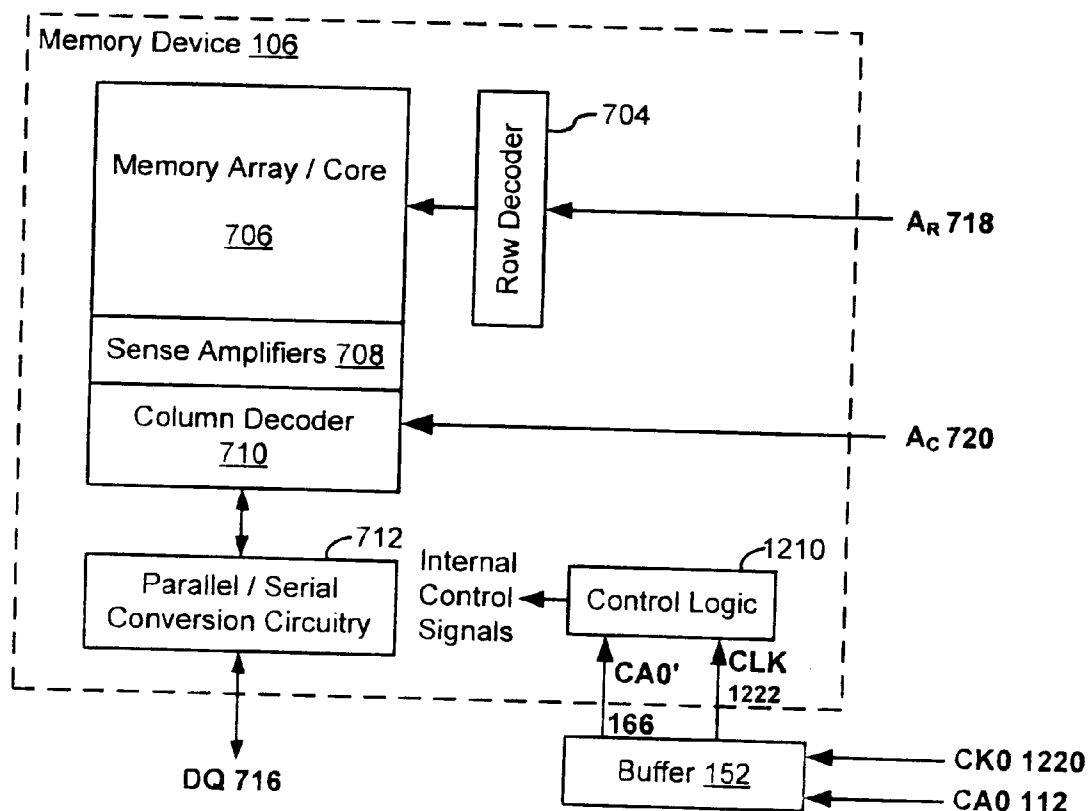 Memory Device 106
Memory Array / Core
706
Row Decoder
704
A_R 718
Sense Amplifiers 708
Column Decoder
710
A_C 720
712
Parallel / Serial
Conversion Circuitry
Internal
Control
Signals
1210
Control Logic
CA0'
CLK
1222
166
DQ 716
Buffer 152
CK0 1220
CA0 112